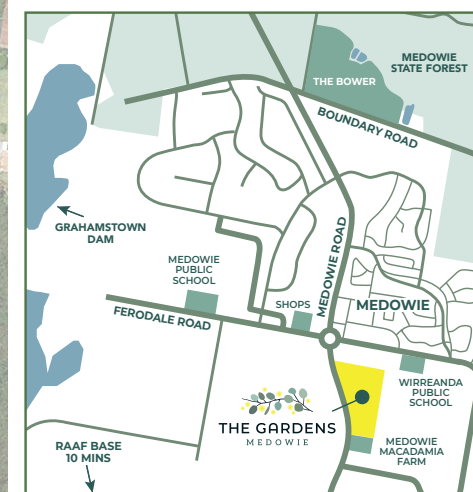 MEDOWIE
STATE FOREST
THE BOWER
BOUNDARY ROAD
GRAHAMSTOWN
DAM
MEDOWIE ROAD
MEDOWIE
PUBLIC
SCHOOL
SHOPS
MEDOWIE
FERODALE ROAD
WIRREANDA
PUBLIC
SCHOOL
THE GARDENS
MEDOWIE
MEDOWIE
MACADAMIA
FARM
RAAF BASE
10 MINS